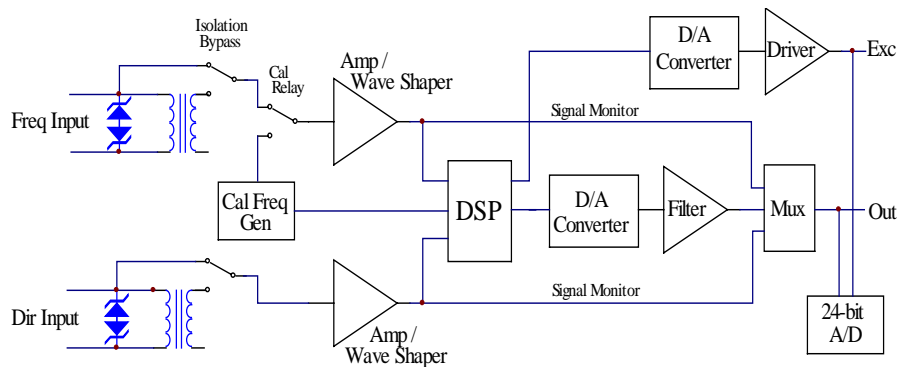 Isolation
Bypass
Cal
Relay
Amp /
Wave Shaper
D/A
Converter
Driver
Exc
Freq Input
Signal Monitor
Cal Freq
Gen
DSP
D/A
Converter
Filter
Mux
Out
Dir Input
Signal Monitor
Amp /
Wave Shaper
24-bit
A/D